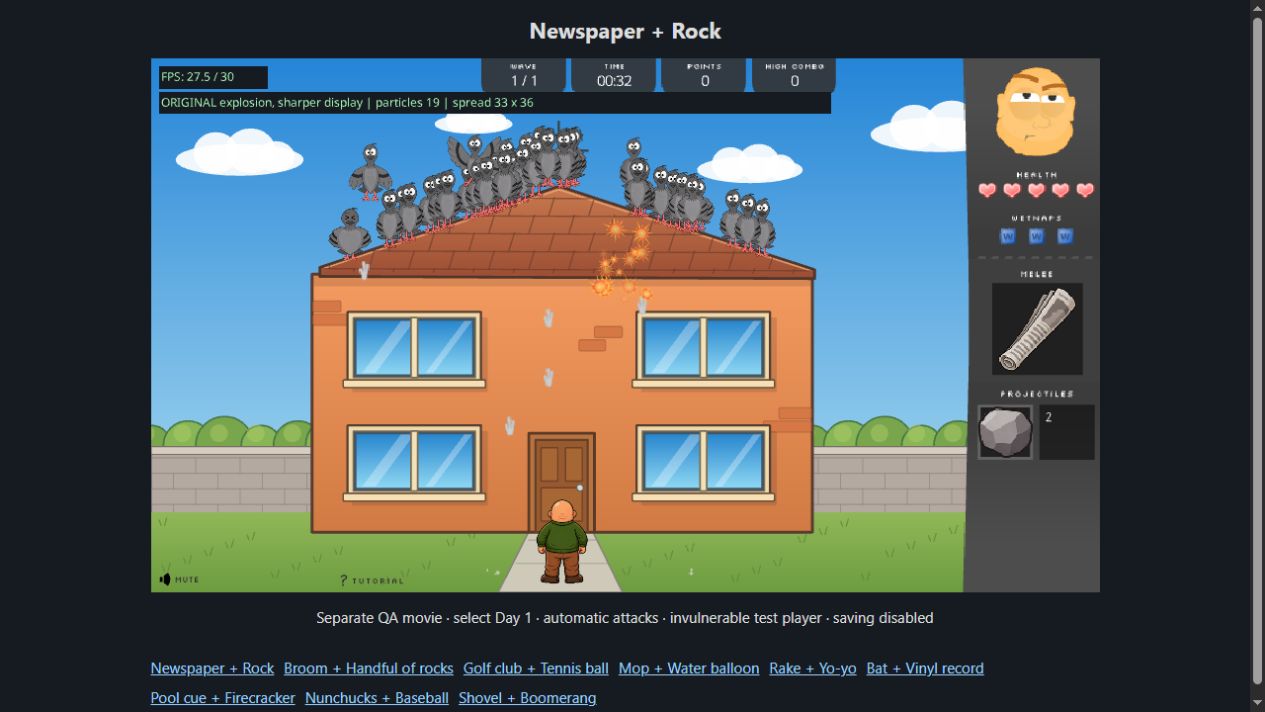 Newspaper + Rock
FPS: 27.5 / 30
WAVE
1 / 1
TIME
00:32
POINTS
0
HIGH COMBO
0
ORIGINAL explosion, sharper display | particles 19 | spread 33 x 36
HEALTH
WETNAPS
W W W
MELEE
PROJECTILES
2
MUTE
? TUTORIAL
Separate QA movie · select Day 1 · automatic attacks · invulnerable test player · saving disabled
Newspaper + Rock Broom + Handful of rocks Golf club + Tennis ball Mop + Water balloon Rake + Yo-yo Bat + Vinyl record
Pool cue + Firecracker Nunchucks + Baseball Shovel + Boomerang